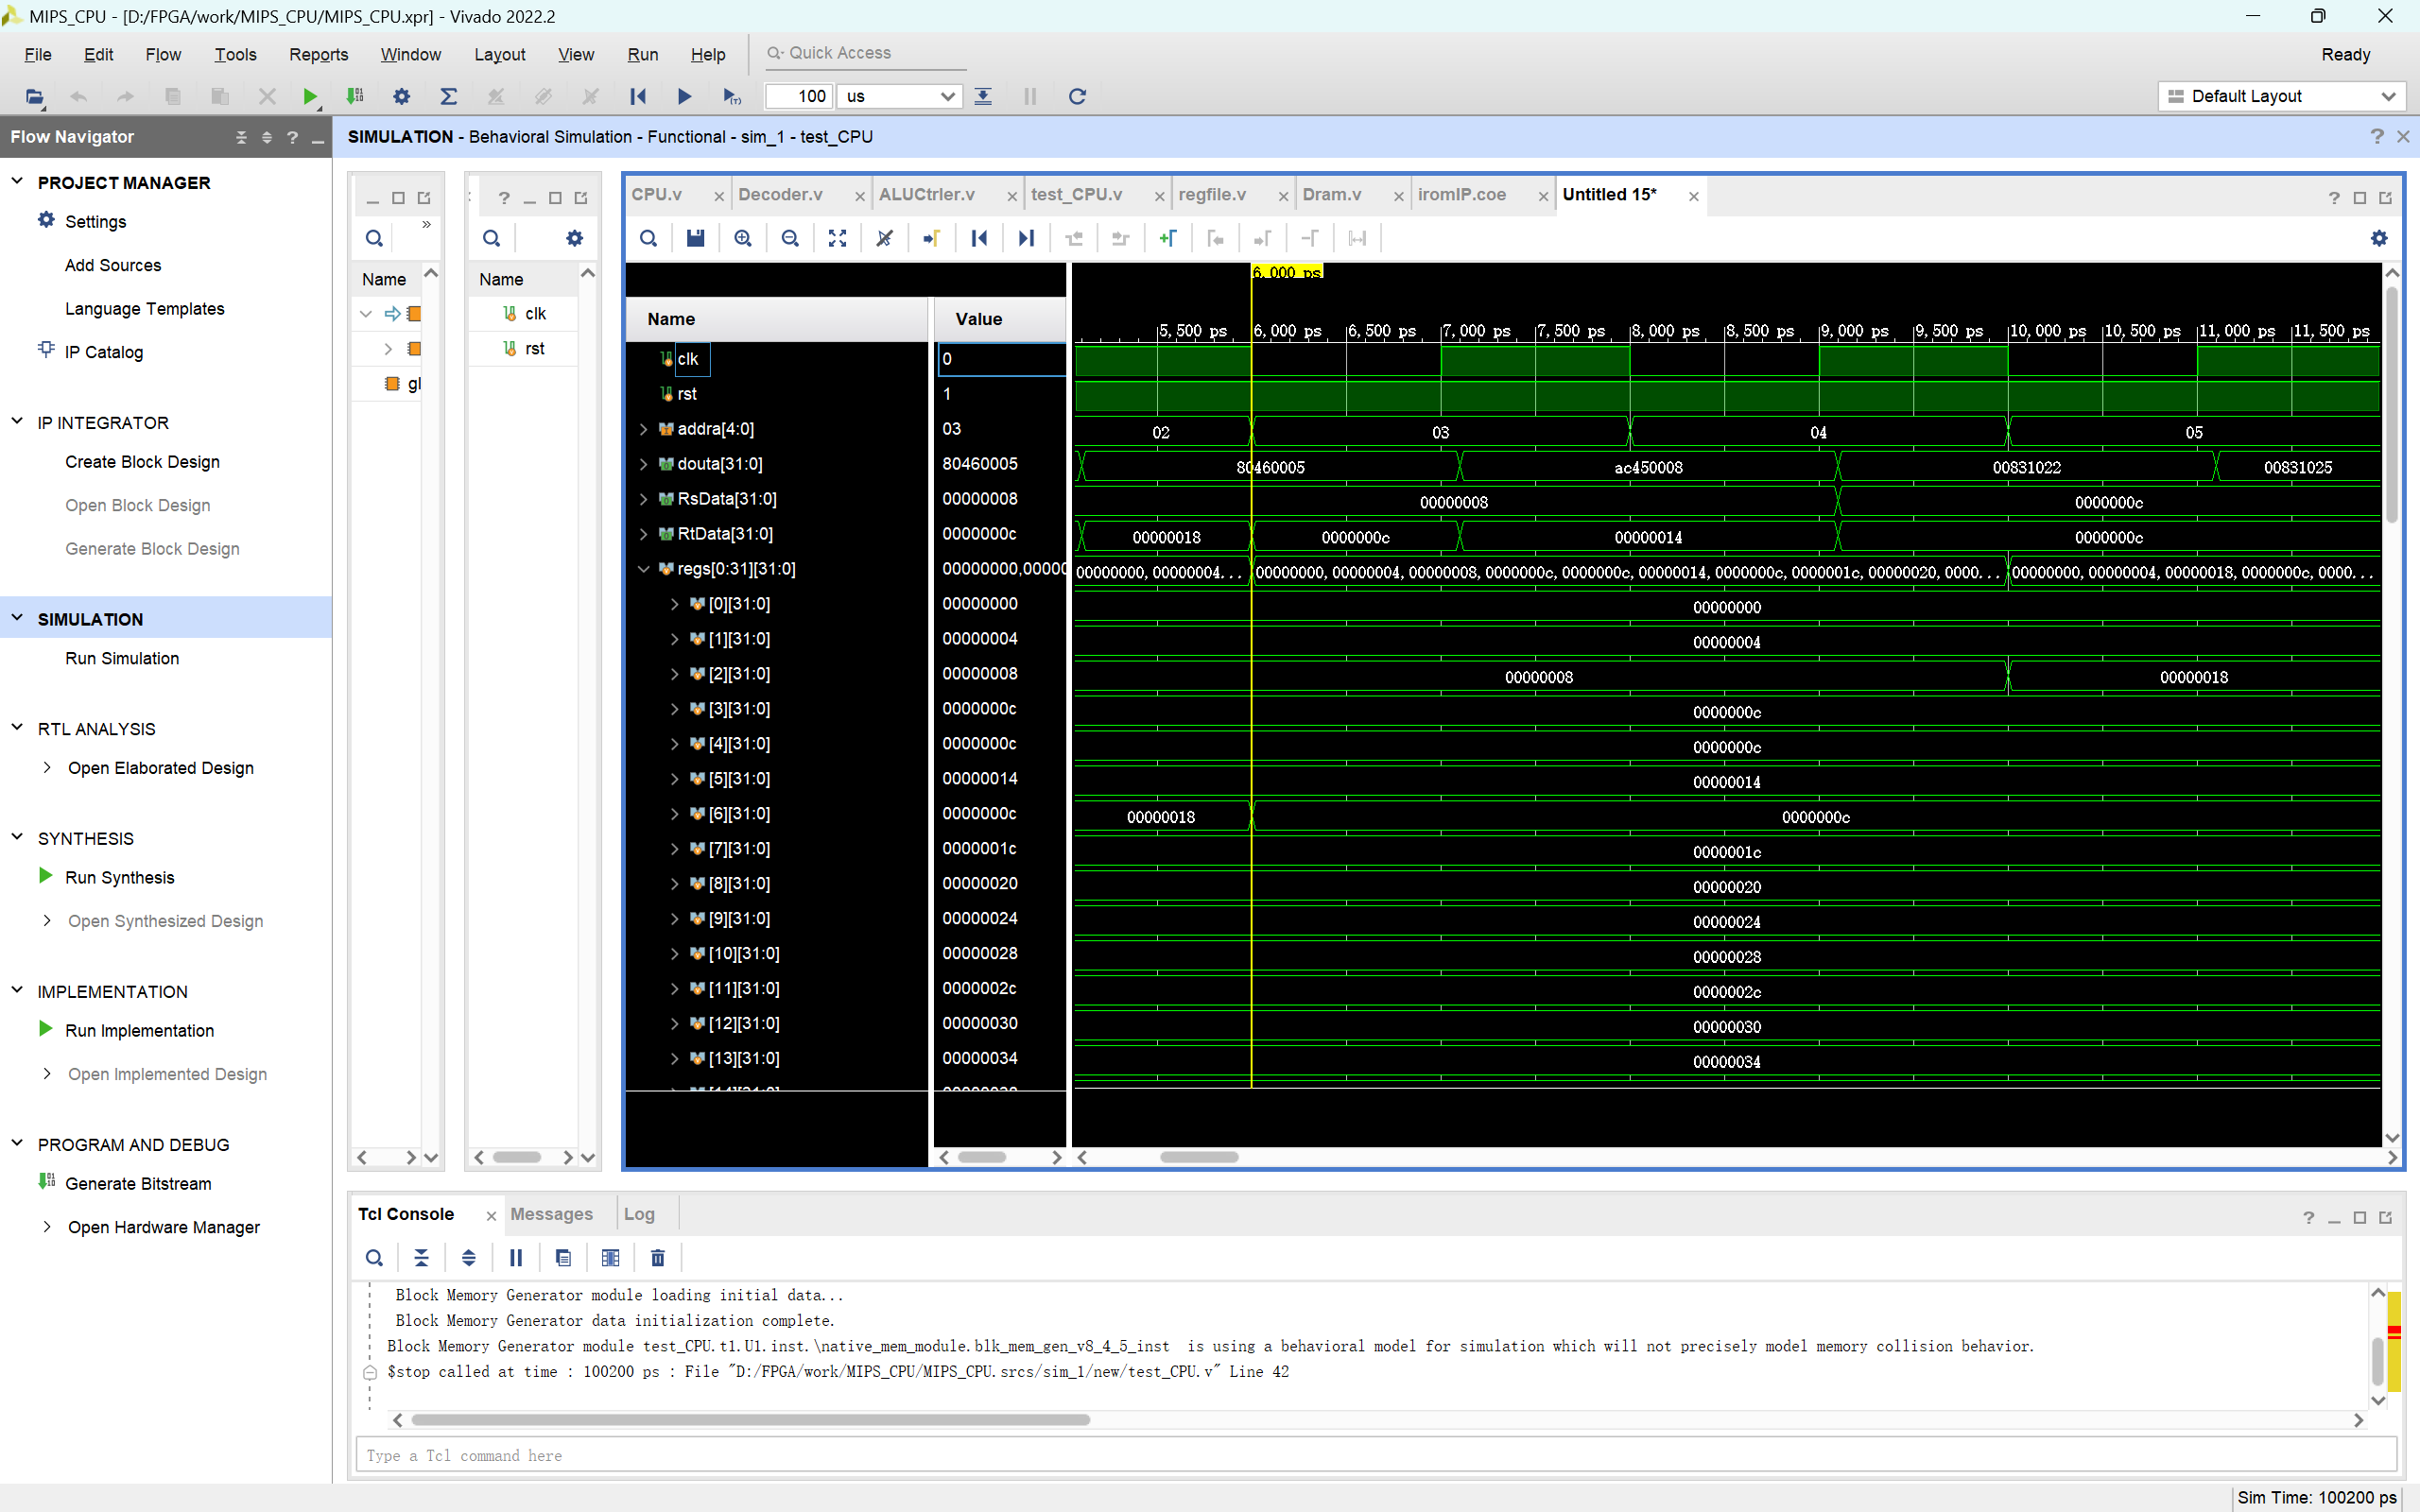 MIPS_CPU - [D:/FPGA/work/MIPS_CPU/MIPS_CPU.xpr] - Vivado 2022.2
File Edit Flow Tools Reports Window Layout View Run Help Quick Access Ready
100 us Default Layout
Flow Navigator
SIMULATION - Behavioral Simulation - Functional - sim_1 - test_CPU
PROJECT MANAGER
Settings
Add Sources
Language Templates
IP Catalog
IP INTEGRATOR
Create Block Design
Open Block Design
Generate Block Design
SIMULATION
Run Simulation
RTL ANALYSIS
Open Elaborated Design
SYNTHESIS
Run Synthesis
Open Synthesized Design
IMPLEMENTATION
Run Implementation
Open Implemented Design
PROGRAM AND DEBUG
Generate Bitstream
Open Hardware Manager
Name
gl
Name
clk
rst
CPU.v Decoder.v ALUCtrler.v test_CPU.v regfile.v Dram.v iromIP.coe Untitled 15*
6,000 ps
Name Value
5,500 ps 6,000 ps 6,500 ps 7,000 ps 7,500 ps 8,000 ps 8,500 ps 9,000 ps 9,500 ps 10,000 ps 10,500 ps 11,000 ps 11,500 ps
clk 0
rst 1
addra[4:0] 03 02 03 04 05
douta[31:0] 80460005 80460005 ac450008 00831022 00831025
RsData[31:0] 00000008 00000008 0000000c
RtData[31:0] 0000000c 00000018 0000000c 00000014 0000000c
regs[0:31][31:0] 00000000,0000 00000000,00000004... 00000000,00000004,00000008,0000000c,0000000c,00000014,0000000c,0000001c,00000020,0000... 00000000,00000004,00000018,0000000c,0000...
[0][31:0] 00000000 00000000
[1][31:0] 00000004 00000004
[2][31:0] 00000008 00000008 00000018
[3][31:0] 0000000c 0000000c
[4][31:0] 0000000c 0000000c
[5][31:0] 00000014 00000014
[6][31:0] 0000000c 00000018 0000000c
[7][31:0] 0000001c 0000001c
[8][31:0] 00000020 00000020
[9][31:0] 00000024 00000024
[10][31:0] 00000028 00000028
[11][31:0] 0000002c 0000002c
[12][31:0] 00000030 00000030
[13][31:0] 00000034 00000034
Tcl Console Messages Log
Block Memory Generator module loading initial data...
Block Memory Generator data initialization complete.
Block Memory Generator module test_CPU.t1.U1.inst.\native_mem_module.blk_mem_gen_v8_4_5_inst is using a behavioral model for simulation which will not precisely model memory collision behavior.
$stop called at time : 100200 ps : File "D:/FPGA/work/MIPS_CPU/MIPS_CPU.srcs/sim_1/new/test_CPU.v" Line 42
Type a Tcl command here
Sim Time: 100200 ps